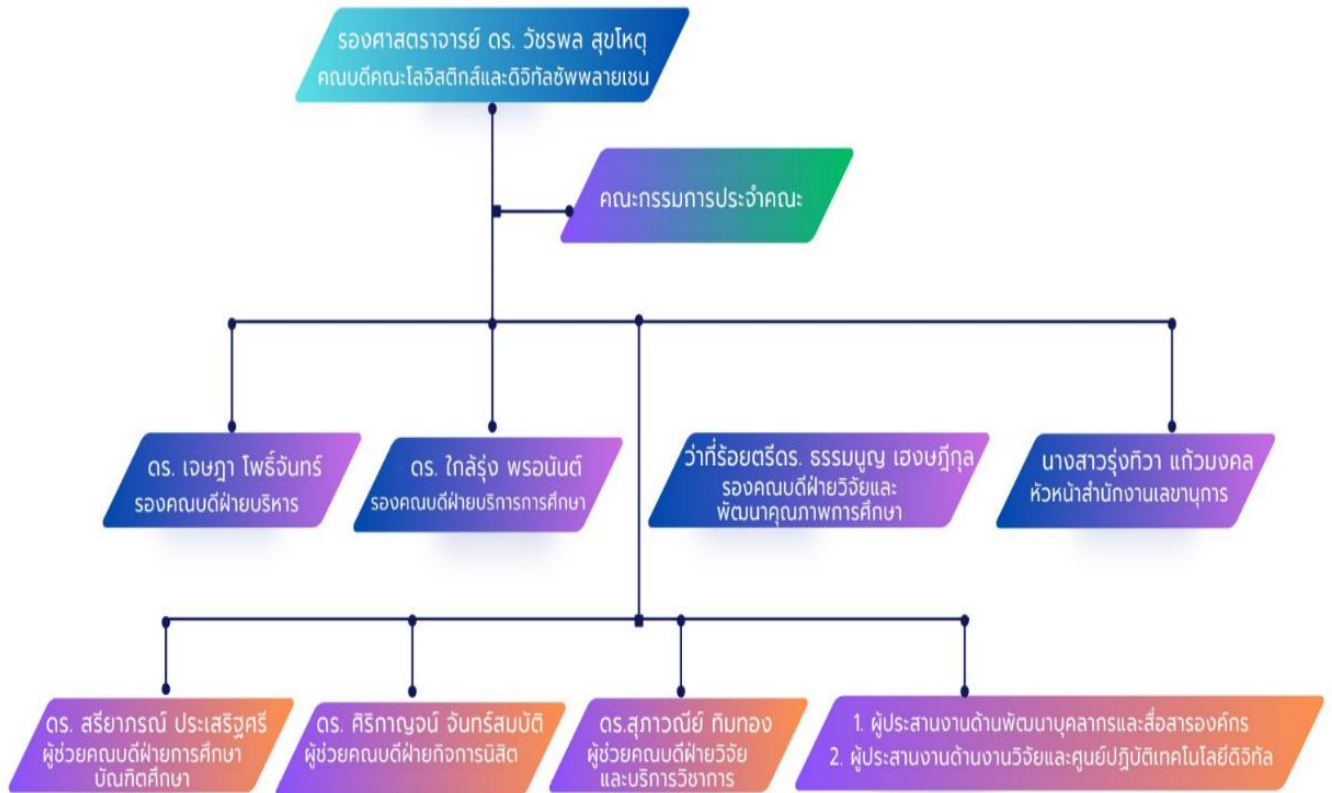 รองศาสตราจารย์ ดร. วัชรพล สุขโหตุ
คณบดีคณะโลจิสติกส์และดิจิทัลซัพพลายเชน
คณะกรรมการประจำคณะ
ดร. เจษฎา โพธิ์จันทร์
รองคณบดีฝ่ายบริหาร
ดร. ใกล้รุ่ง พรอนันต์
รองคณบดีฝ่ายบริการการศึกษา
ว่าที่ร้อยตรีดร. ธรรมนูญ เฮงษฎีกุล
รองคณบดีฝ่ายวิจัยและ
พัฒนาคุณภาพการศึกษา
นางสาวรุ่งทิวา แก้วมงคล
หัวหน้าสำนักงานเลขานุการ
ดร. สรียาภรณ์ ประเสริฐศรี
ผู้ช่วยคณบดีฝ่ายการศึกษา
บัณฑิตศึกษา
ดร. ศิริกาญจน์ จันทร์สมบัติ
ผู้ช่วยคณบดีฝ่ายกิจการนิสิต
ดร.สุภาวณีย์ ทิมทอง
ผู้ช่วยคณบดีฝ่ายวิจัย
และบริการวิชาการ
1. ผู้ประสานงานด้านพัฒนาบุคลากรและสื่อสารองค์กร
2. ผู้ประสานงานด้านงานวิจัยและศูนย์ปฏิบัติเทคโนโลยีดิจิทัล